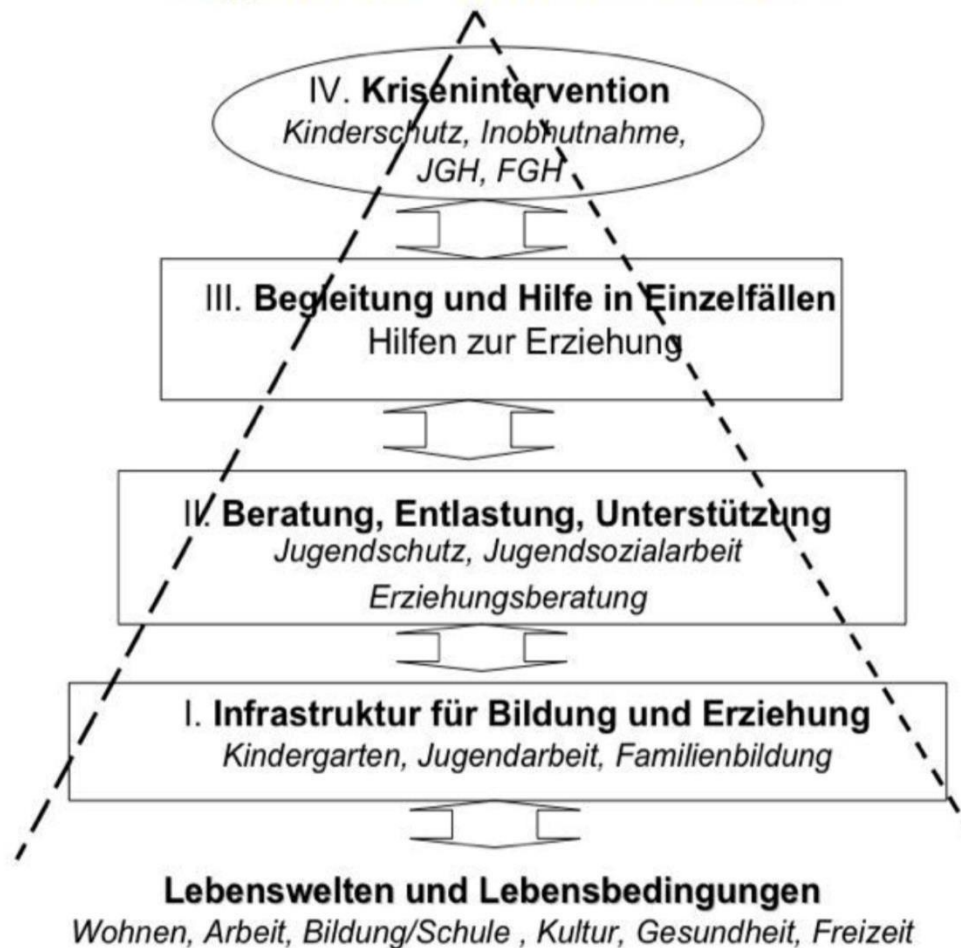 IV. Krisenintervention
Kinderschutz, Inobhutnahme,
JGH, FGH
III. Begleitung und Hilfe in Einzelfällen
Hilfen zur Erziehung
II. Beratung, Entlastung, Unterstützung
Jugendschutz, Jugendsozialarbeit
Erziehungsberatung
I. Infrastruktur für Bildung und Erziehung
Kindergarten, Jugendarbeit, Familienbildung
Lebenswelten und Lebensbedingungen
Wohnen, Arbeit, Bildung/Schule , Kultur, Gesundheit, Freizeit